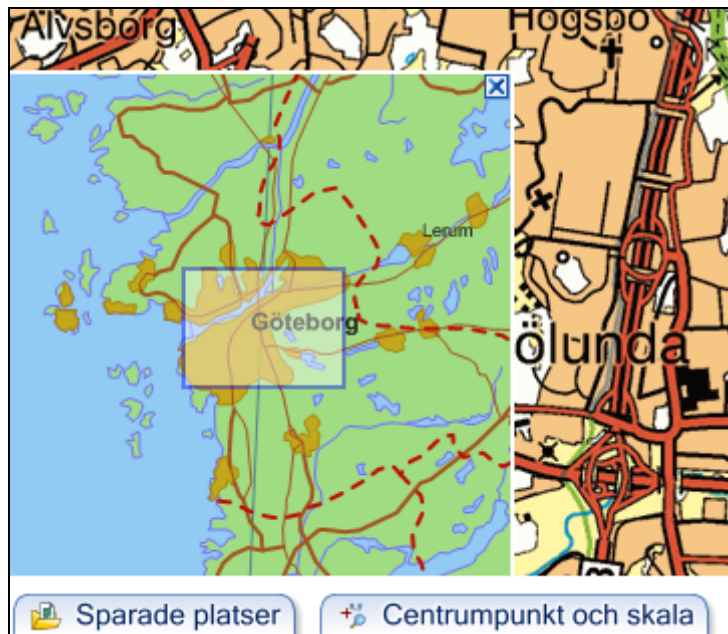 Älvsborg
Högsbo
Lerum
Göteborg
ölunda
Sparade platser
Centrumpunkt och skala